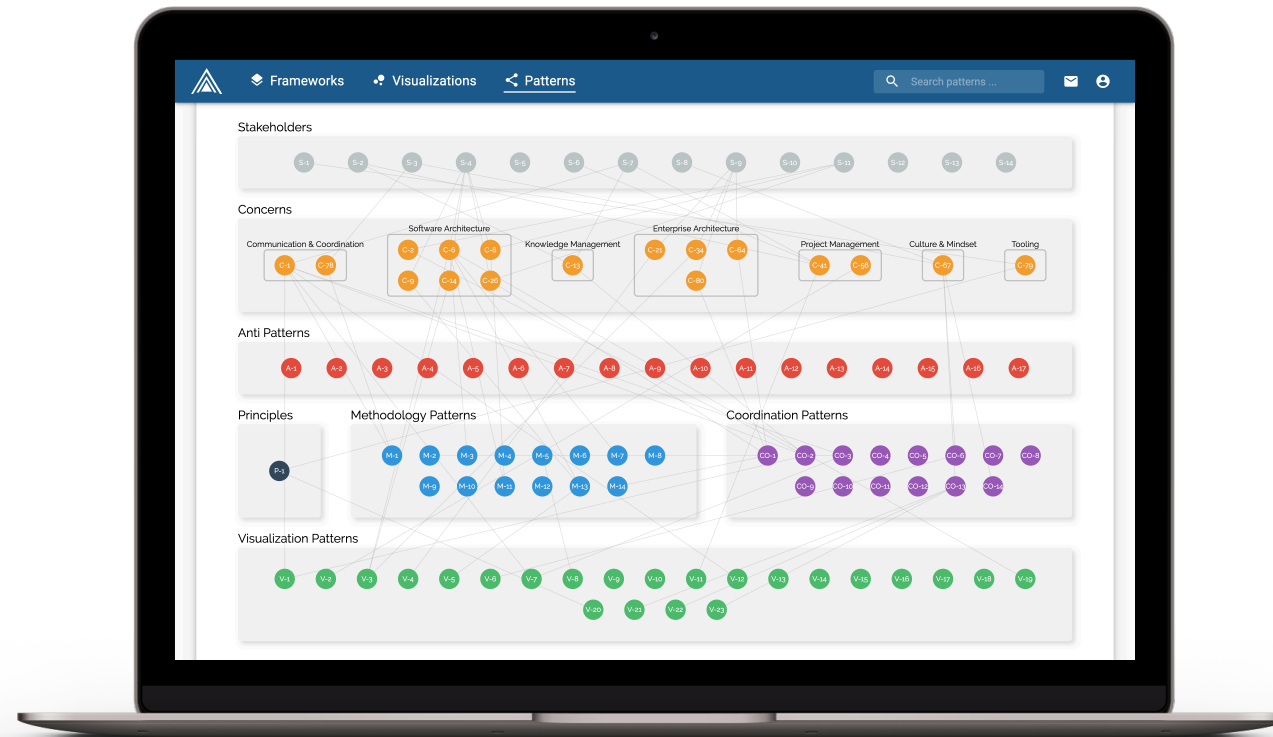 Frameworks Visualizations Patterns Search patterns ...
Stakeholders
S-1 S-2 S-3 S-4 S-5 S-6 S-7 S-8 S-9 S-10 S-11 S-12 S-13 S-14
Concerns
Software Architecture Enterprise Architecture
Communication & Coordination Knowledge Management Project Management Culture & Mindset Tooling
C-2 C-6 C-8 C-21 C-34 C-64
C-1 C-78 C-13 C-41 C-56 C-67 C-79
C-9 C-14 C-26 C-80
Anti Patterns
A-1 A-2 A-3 A-4 A-5 A-6 A-7 A-8 A-9 A-10 A-11 A-12 A-13 A-14 A-15 A-16 A-17
Principles Methodology Patterns Coordination Patterns
M-1 M-2 M-3 M-4 M-5 M-6 M-7 M-8 CO-1 CO-2 CO-3 CO-4 CO-5 CO-6 CO-7 CO-8
P-1
M-9 M-10 M-11 M-12 M-13 M-14 CO-9 CO-10 CO-11 CO-12 CO-13 CO-14
Visualization Patterns
V-1 V-2 V-3 V-4 V-5 V-6 V-7 V-8 V-9 V-10 V-11 V-12 V-13 V-14 V-15 V-16 V-17 V-18 V-19
V-20 V-21 V-22 V-23